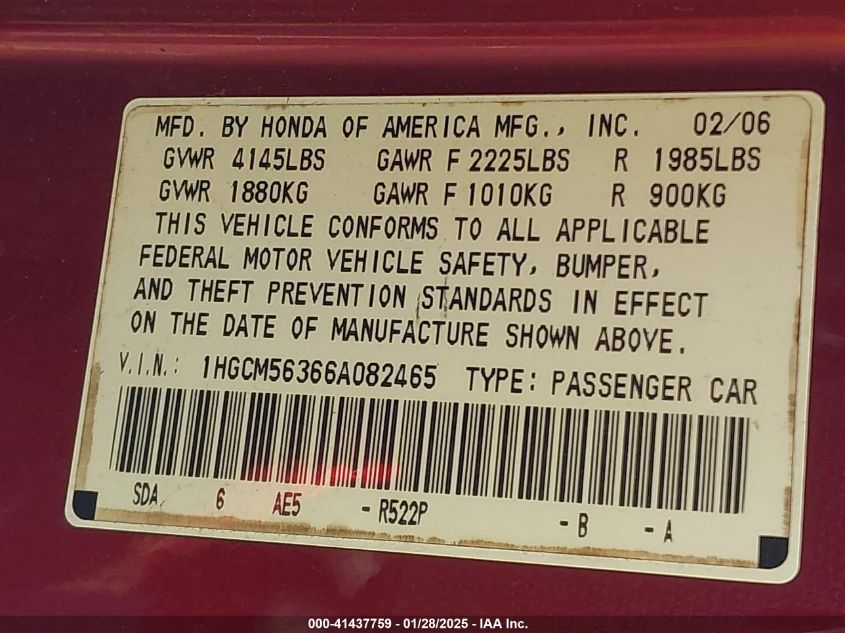 MFD. BY HONDA OF AMERICA MFG., INC. 02/06
GVWR 4145LBS GAWR F 2225LBS R 1985LBS
GVWR 1880KG GAWR F 1010KG R 900KG
THIS VEHICLE CONFORMS TO ALL APPLICABLE
FEDERAL MOTOR VEHICLE SAFETY, BUMPER,
AND THEFT PREVENTION STANDARDS IN EFFECT
ON THE DATE OF MANUFACTURE SHOWN ABOVE.
V.I.N.: 1HGCM56366A082465 TYPE: PASSENGER CAR
SDA 6 AE5 - R522P - B - A
000-41437759 - 01/28/2025 - IAA Inc.